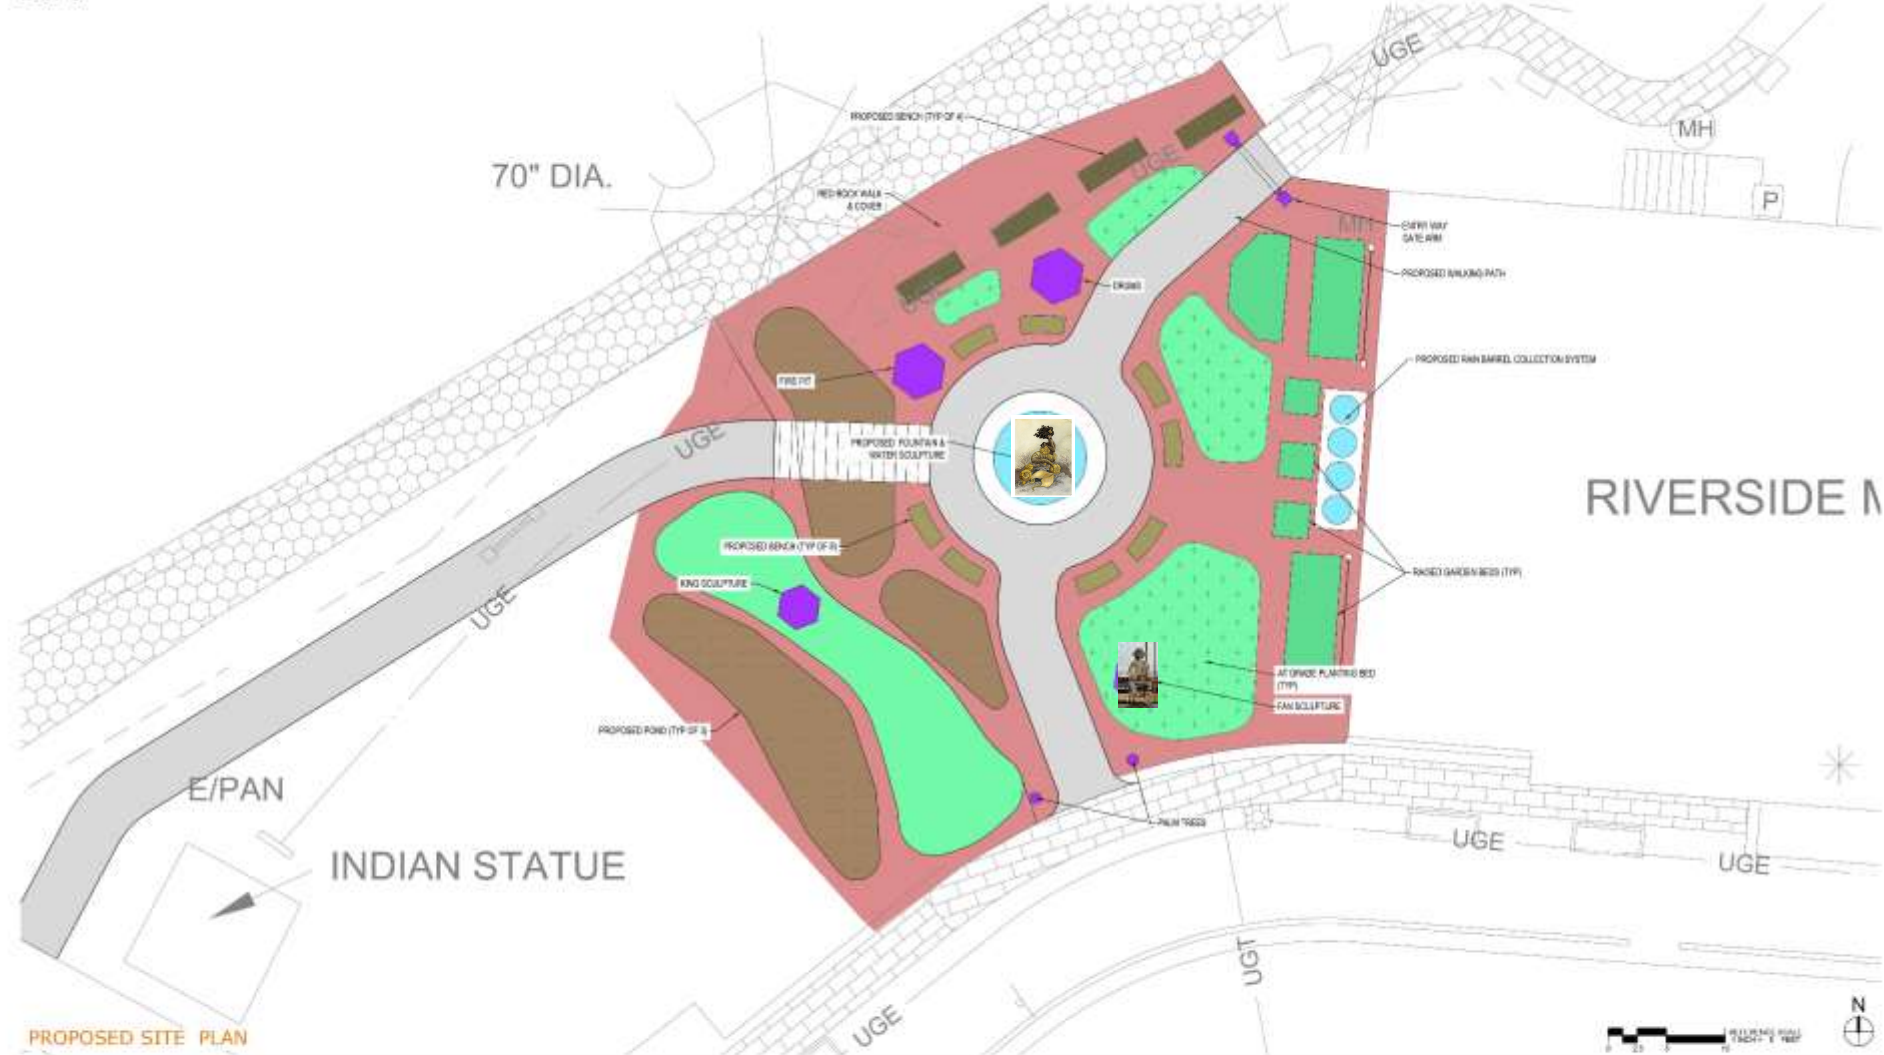 UGE
PROPOSED BENCH (TYP OF 4)
MH
UGE
70" DIA.
RED ROCK WALK
& COVER
P
MH
ENTRY WAY
GATE ARM
PROPOSED WALKING PATH
DRUMS
UGE
PROPOSED RAIN BARREL COLLECTION SYSTEM
FIRE PIT
UGE
PROPOSED FOUNTAIN &
WATER SCULPTURE
RIVERSIDE M
PROPOSED BENCH (TYP OF 8)
RAISED GARDEN BEDS (TYP)
KING SCULPTURE
UGE
AT GRADE PLANTING BED
(TYP)
FAN SCULPTURE
PROPOSED POND (TYP OF 3)
E/PAN
PALM TREES
UGE
UGE
INDIAN STATUE
UGT
UGE
N
PROPOSED SITE PLAN